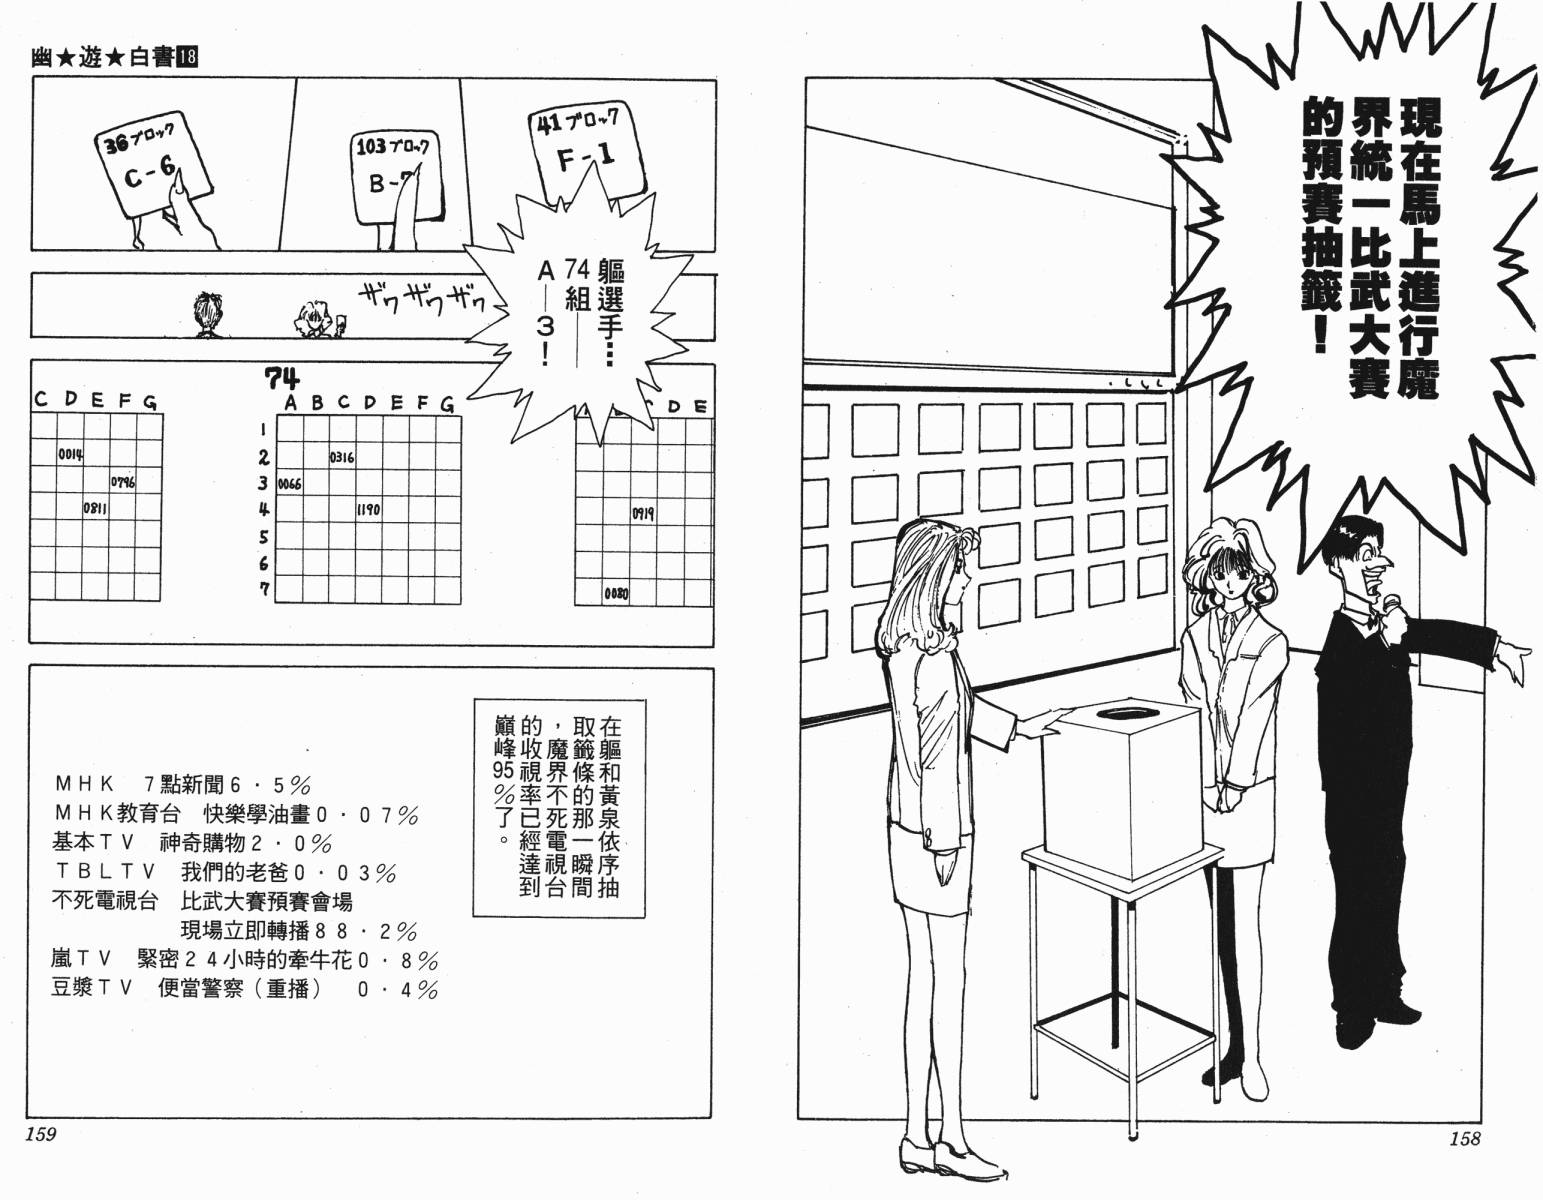 現在馬上進行魔
界統一比武大賽
的預賽抽籤！
158
幽★遊★白書18
41ブロック
F-1
103ブロック
B-7
36ブロック
C-6
軀選手…
74組——
A—3！
ザワザワザワ
C D E F G
0014
0796
0811
74
A B C D E F G
1
2 0316
3 0066
4 1190
5
6
7
C D E
0919
0080
在軀和黃泉依序抽
取籤條的那一瞬間
，魔界不死電視台
的收視率已經達到
巔峰95％了。
ＭＨＫ　７點新聞６．５％
ＭＨＫ教育台　快樂學油畫０．０７％
基本ＴＶ　神奇購物２．０％
ＴＢＬＴＶ　我們的老爸０．０３％
不死電視台　比武大賽預賽會場
現場立即轉播８８．２％
嵐ＴＶ　緊密２４小時的牽牛花０．８％
豆漿ＴＶ　便當警察（重播）　０．４％
159